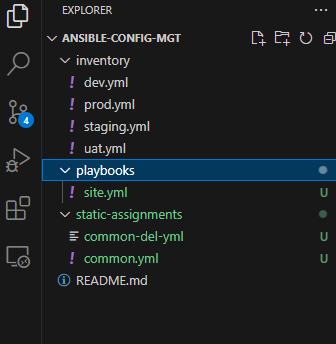 EXPLORER
ANSIBLE-CONFIG-MGT
inventory
dev.yml
prod.yml
staging.yml
uat.yml
playbooks
site.yml U
static-assignments
common-del-yml U
common.yml U
README.md
4